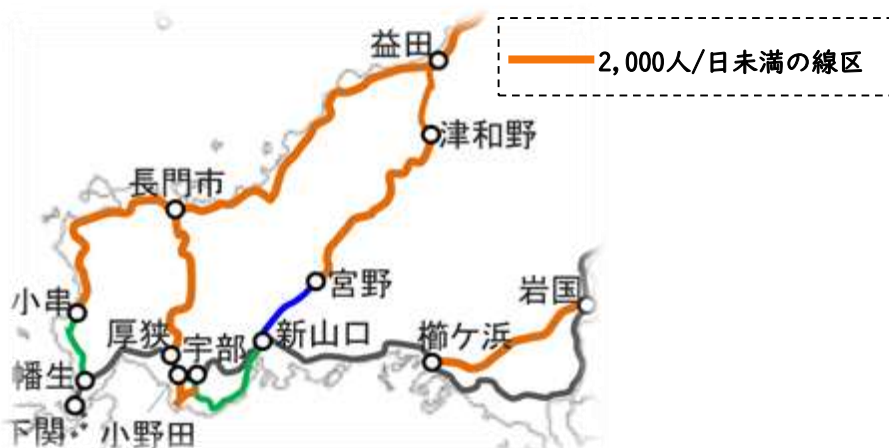 益田
2,000人/日未満の線区
津和野
長門市
宮野
岩国
小串
厚狭
宇部
新山口
櫛ケ浜
幡生
下関
小野田